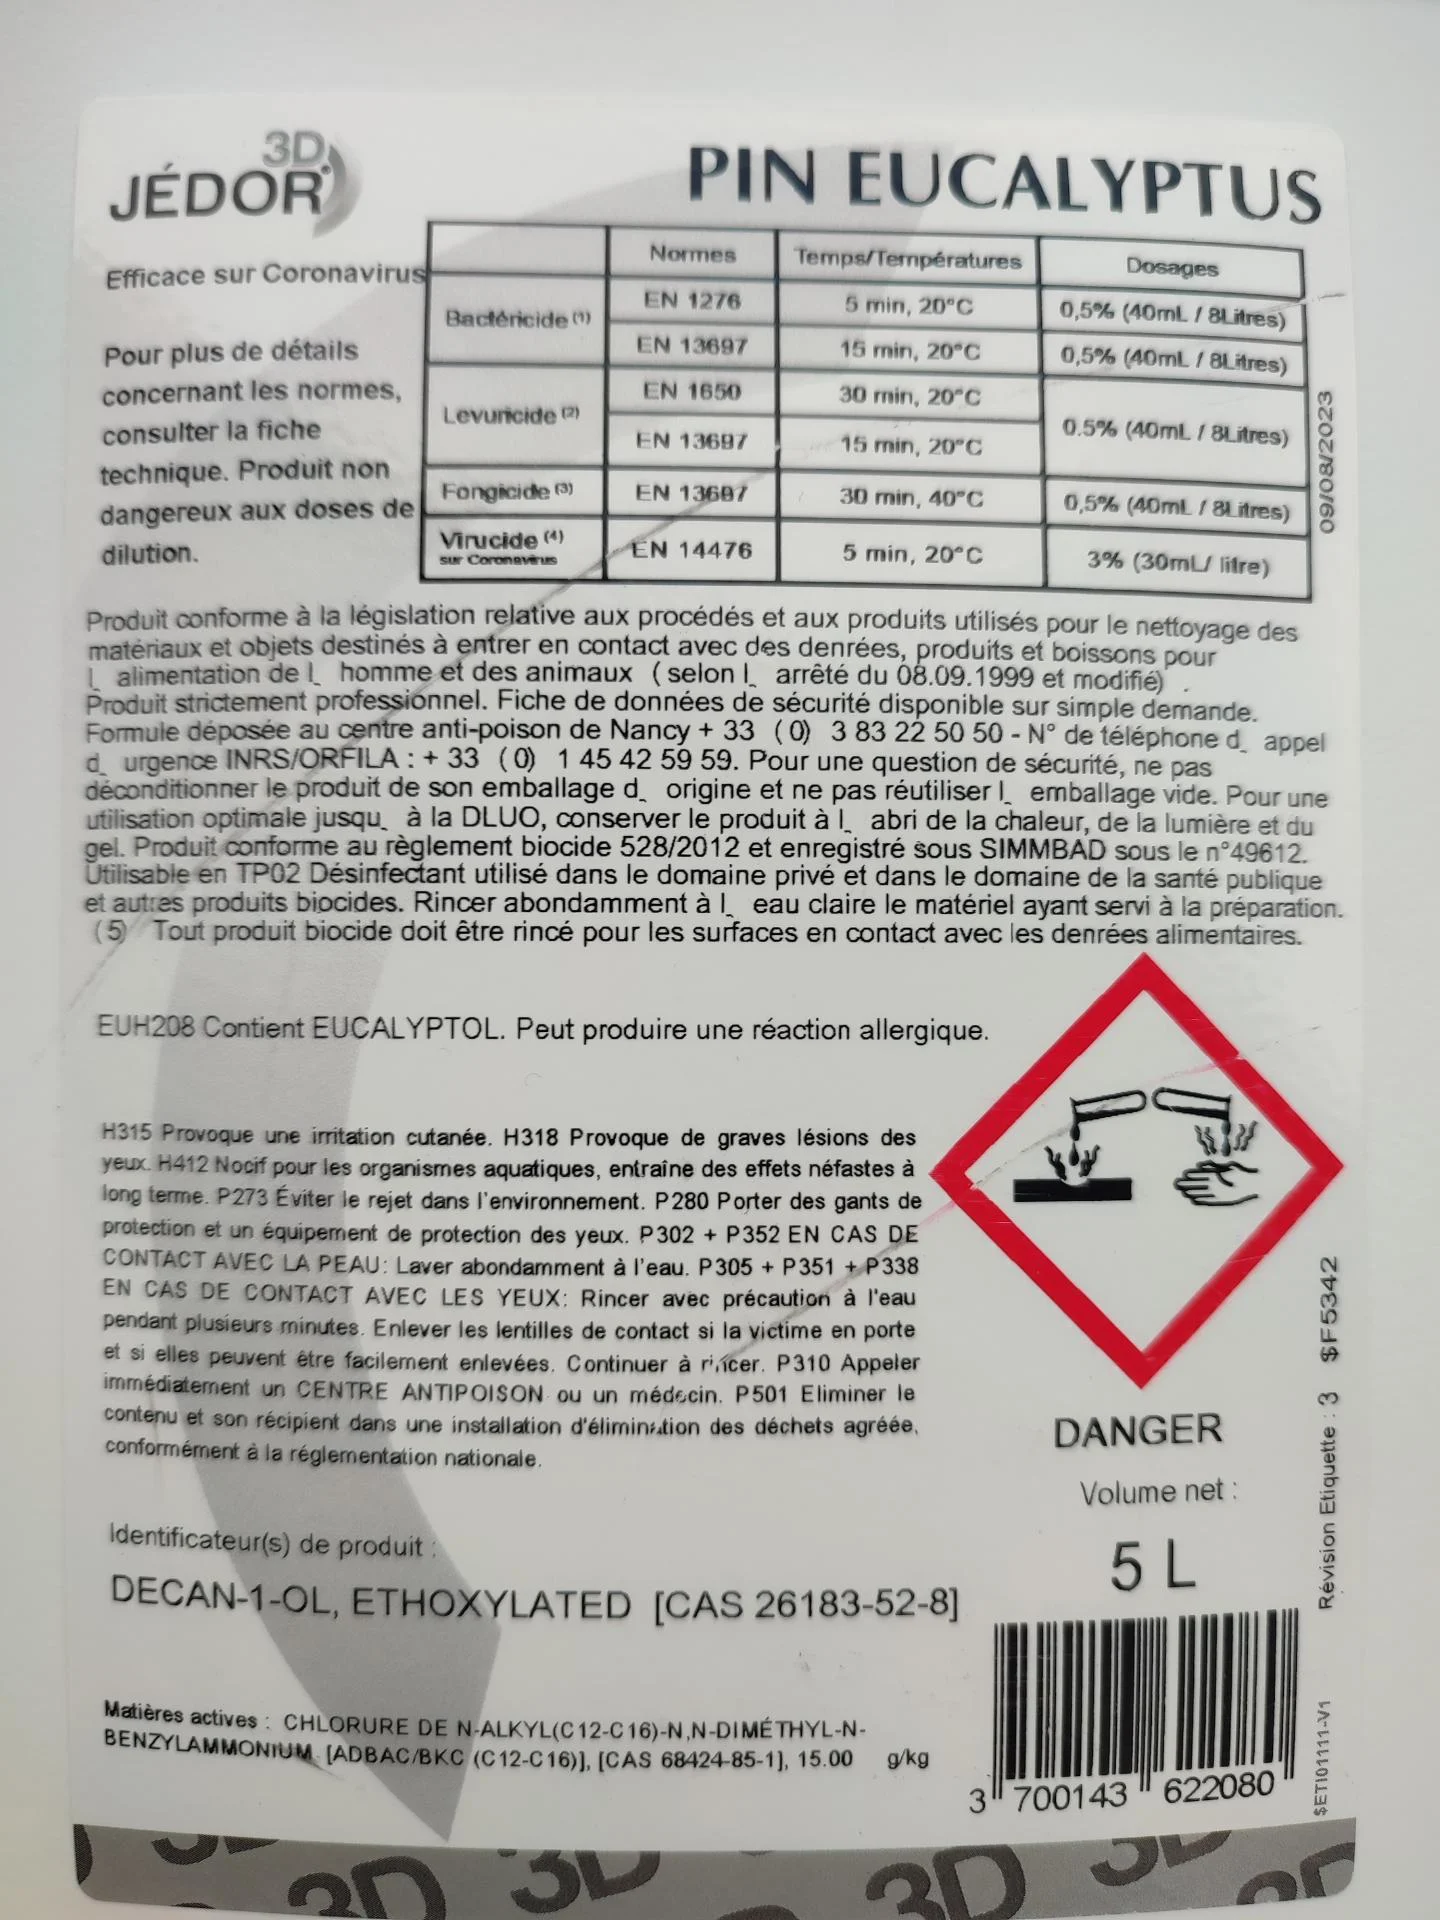 3D
JÉDOR
PIN EUCALYPTUS
Efficace sur Coronavirus
Pour plus de détails
concernant les normes,
consulter la fiche
technique. Produit non
dangereux aux doses de
dilution.
Normes Temps/Températures Dosages
Bactéricide (1) EN 1276 5 min, 20°C 0,5% (40mL / 8Litres)
EN 13697 15 min, 20°C 0,5% (40mL / 8Litres)
Levuricide (2) EN 1650 30 min, 20°C 0.5% (40mL / 8Litres)
EN 13697 15 min, 20°C
Fongicide (3) EN 13697 30 min, 40°C 0,5% (40mL / 8Litres)
Virucide (4) EN 14476 5 min, 20°C 3% (30mL/ litre)
sur Coronavirus
09/08/2023
Produit conforme à la législation relative aux procédés et aux produits utilisés pour le nettoyage des
matériaux et objets destinés à entrer en contact avec des denrées, produits et boissons pour
l_ alimentation de l_ homme et des animaux (selon l_ arrêté du 08.09.1999 et modifié) .
Produit strictement professionnel. Fiche de données de sécurité disponible sur simple demande.
Formule déposée au centre anti-poison de Nancy + 33 (0) 3 83 22 50 50 - N° de téléphone d_ appel
d_ urgence INRS/ORFILA : + 33 (0) 1 45 42 59 59. Pour une question de sécurité, ne pas
déconditionner le produit de son emballage d_ origine et ne pas réutiliser l_ emballage vide. Pour une
utilisation optimale jusqu_ à la DLUO, conserver le produit à l_ abri de la chaleur, de la lumière et du
gel. Produit conforme au règlement biocide 528/2012 et enregistré sous SIMMBAD sous le n°49612.
Utilisable en TP02 Désinfectant utilisé dans le domaine privé et dans le domaine de la santé publique
et autres produits biocides. Rincer abondamment à l_ eau claire le matériel ayant servi à la préparation.
(5) Tout produit biocide doit être rincé pour les surfaces en contact avec les denrées alimentaires.
EUH208 Contient EUCALYPTOL. Peut produire une réaction allergique.
H315 Provoque une irritation cutanée. H318 Provoque de graves lésions des
yeux. H412 Nocif pour les organismes aquatiques, entraîne des effets néfastes à
long terme. P273 Éviter le rejet dans l'environnement. P280 Porter des gants de
protection et un équipement de protection des yeux. P302 + P352 EN CAS DE
CONTACT AVEC LA PEAU: Laver abondamment à l'eau. P305 + P351 + P338
EN CAS DE CONTACT AVEC LES YEUX: Rincer avec précaution à l'eau
pendant plusieurs minutes. Enlever les lentilles de contact si la victime en porte
et si elles peuvent être facilement enlevées. Continuer à rincer. P310 Appeler
immédiatement un CENTRE ANTIPOISON ou un médecin. P501 Eliminer le
contenu et son récipient dans une installation d'élimination des déchets agréée,
conformément à la réglementation nationale.
DANGER
Volume net :
5 L
Identificateur(s) de produit :
DECAN-1-OL, ETHOXYLATED [CAS 26183-52-8]
Matières actives : CHLORURE DE N-ALKYL(C12-C16)-N,N-DIMÉTHYL-N-
BENZYLAMMONIUM [ADBAC/BKC (C12-C16)], [CAS 68424-85-1], 15.00 g/kg
3 700143 622080
Révision Etiquette : 3 $F5342
$ETI01111-V1
3D 3D 3D 3D 3D 3D